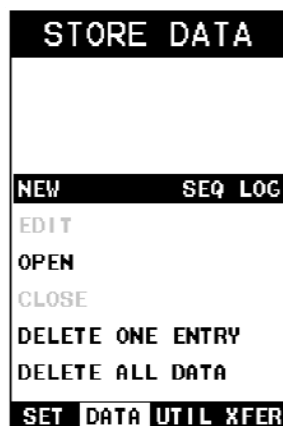 STORE DATA
NEW SEQ LOG
EDIT
OPEN
CLOSE
DELETE ONE ENTRY
DELETE ALL DATA
SET DATA UTIL XFER